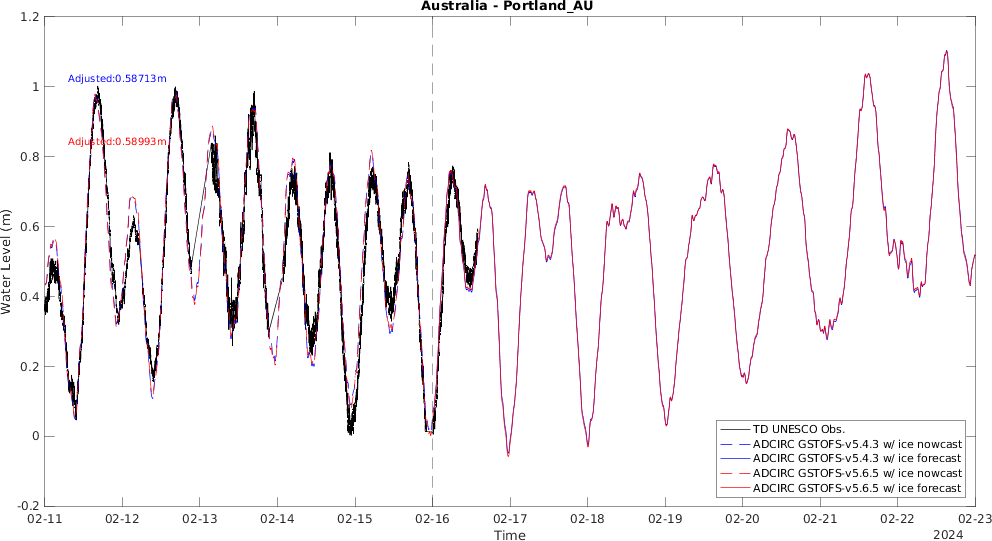 Australia - Portland_AU
Water Level (m)
1.2
1
0.8
0.6
0.4
0.2
0
-0.2
Adjusted:0.58713m
Adjusted:0.58993m
TD UNESCO Obs.
ADCIRC GSTOFS-v5.4.3 w/ ice nowcast
ADCIRC GSTOFS-v5.4.3 w/ ice forecast
ADCIRC GSTOFS-v5.6.5 w/ ice nowcast
ADCIRC GSTOFS-v5.6.5 w/ ice forecast
02-11 02-12 02-13 02-14 02-15 02-16 02-17 02-18 02-19 02-20 02-21 02-22 02-23
Time
2024